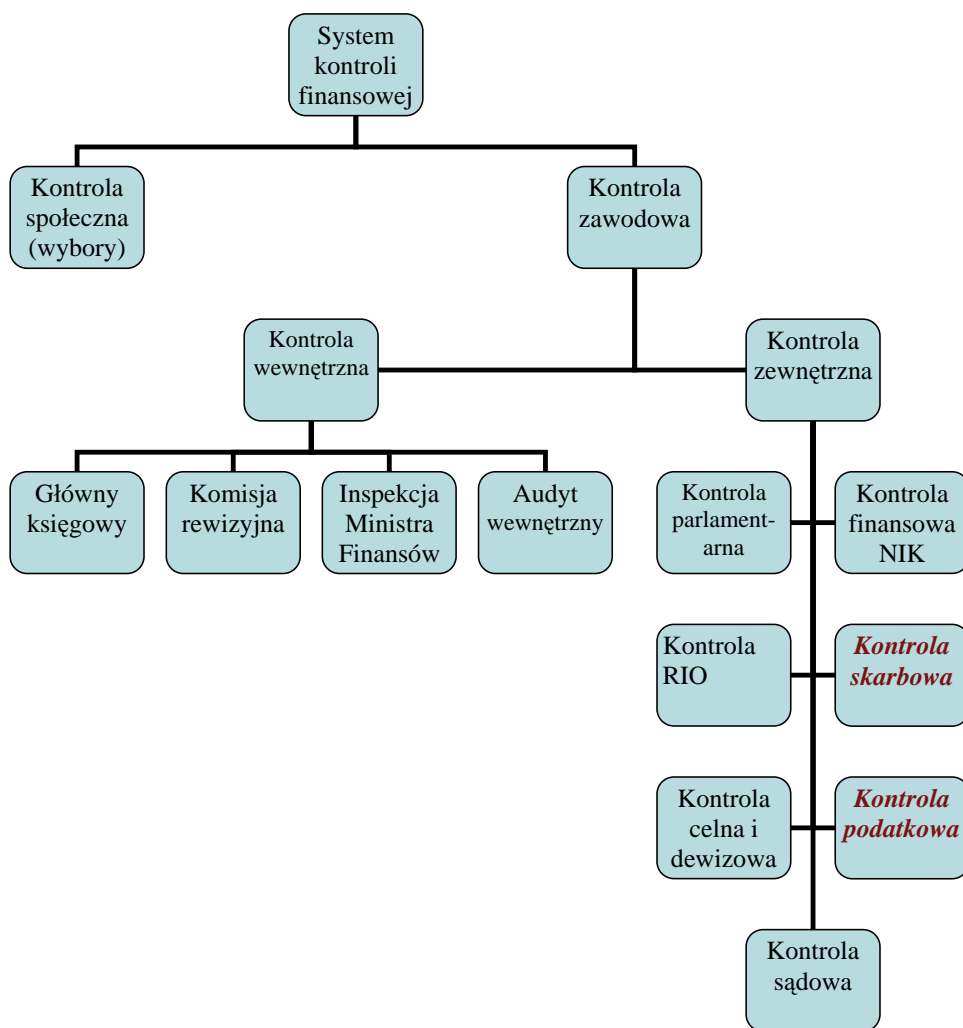 System
kontroli
finansowej
Kontrola
społeczna
(wybory)
Kontrola
zawodowa
Kontrola
wewnętrzna
Kontrola
zewnętrzna
Główny
księgowy
Komisja
rewizyjna
Inspekcja
Ministra
Finansów
Audyt
wewnętrzny
Kontrola
parlament-
arna
Kontrola
finansowa
NIK
Kontrola
RIO
Kontrola
skarbowa
Kontrola
celna i
dewizowa
Kontrola
podatkowa
Kontrola
sądowa